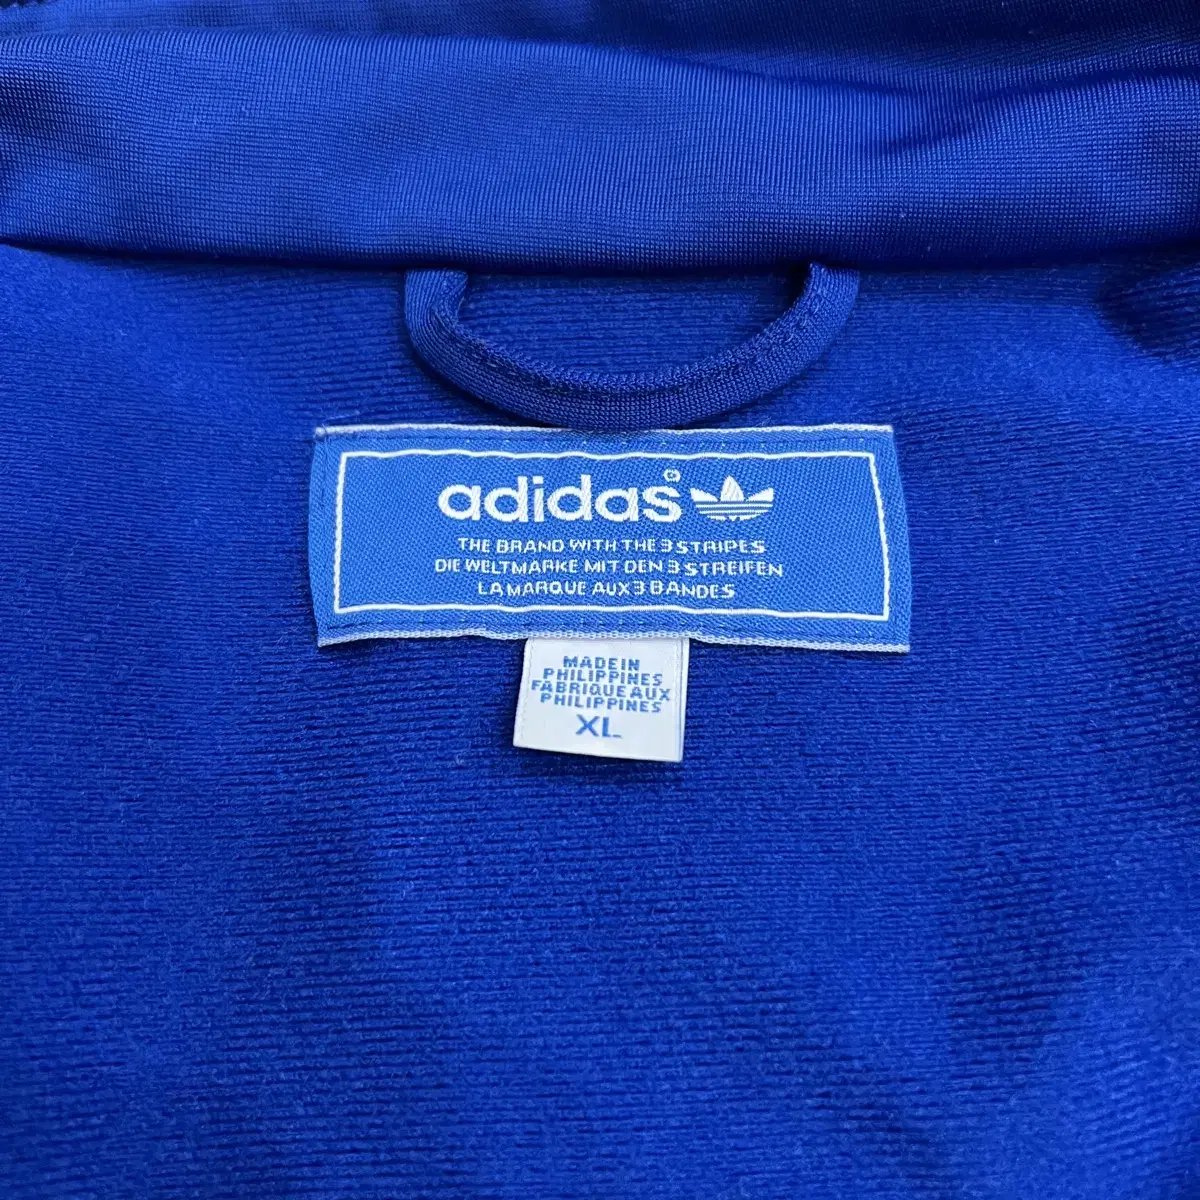 adidas®
THE BRAND WITH THE 3 STRIPES
DIE WELTMARKE MIT DEN 3 STREIFEN
LA MARQUE AUX 3 BANDES
MADE IN
PHILIPPINES
FABRIQUE AUX
PHILIPPINES
XL